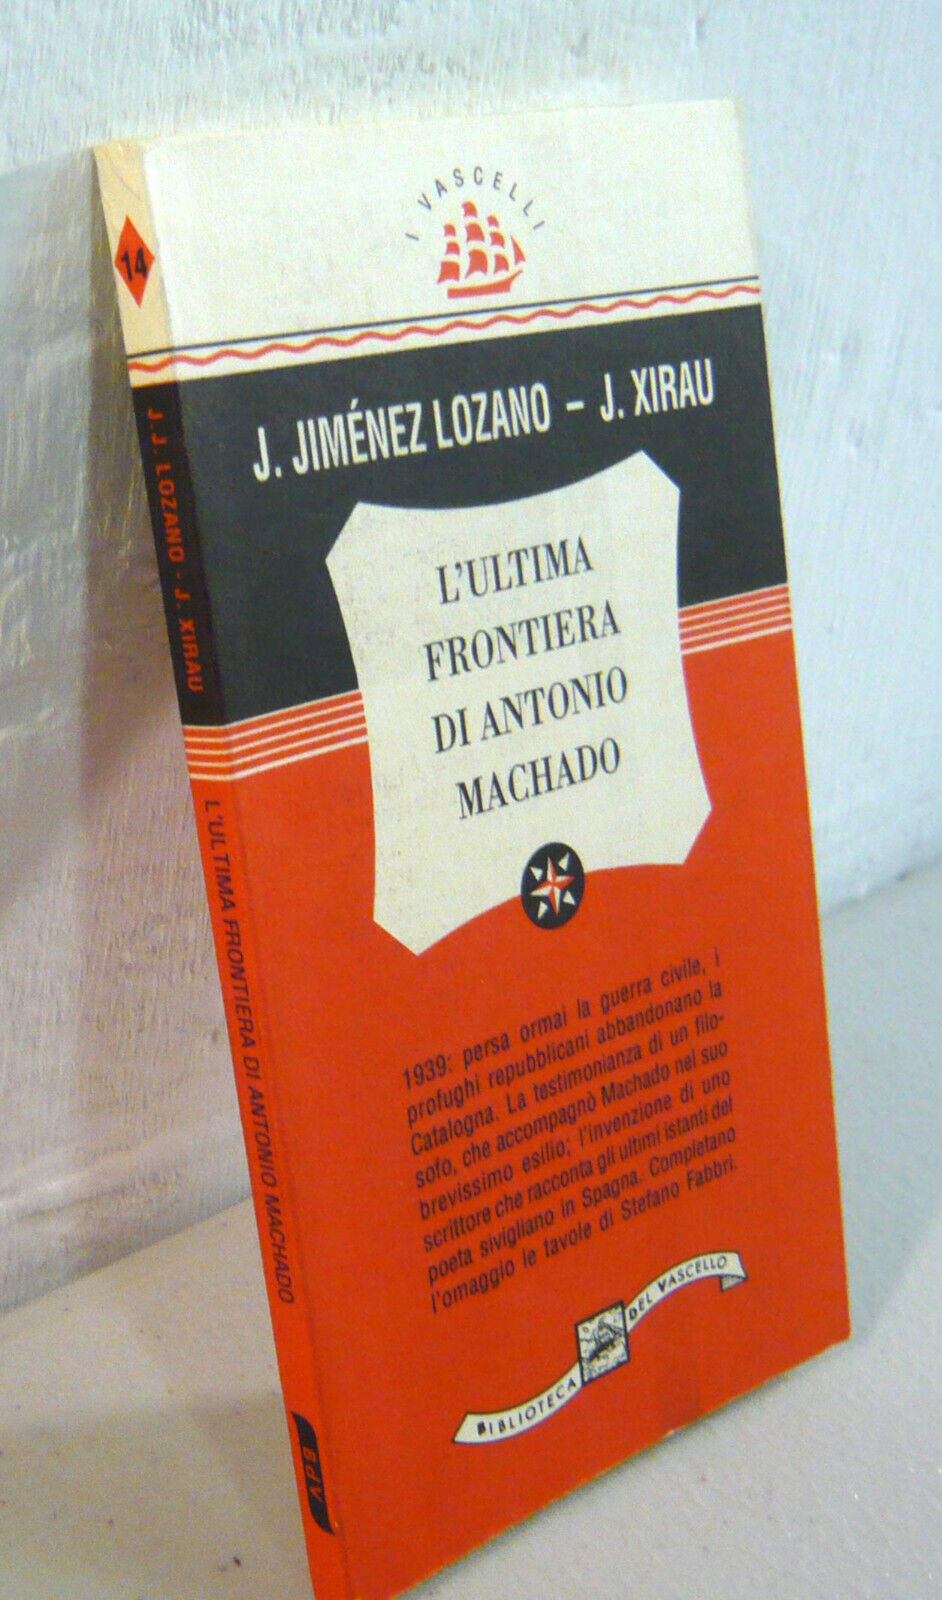 I VASCELLI
J. JIMÉNEZ LOZANO – J. XIRAU
L'ULTIMA
FRONTIERA
DI ANTONIO
MACHADO
1939: persa ormai la guerra civile, i
profughi repubblicani abbandonano la
Catalogna. La testimonianza di un filo-
sofo, che accompagnò Machado nel suo
brevissimo esilio; l'invenzione di uno
scrittore che racconta gli ultimi istanti del
poeta sivigliano in Spagna. Completano
l'omaggio le tavole di Stefano Fabbri.
BIBLIOTECA DEL VASCELLO
14
J. J. LOZANO - J. XIRAU
L'ULTIMA FRONTIERA DI ANTONIO MACHADO
BdV